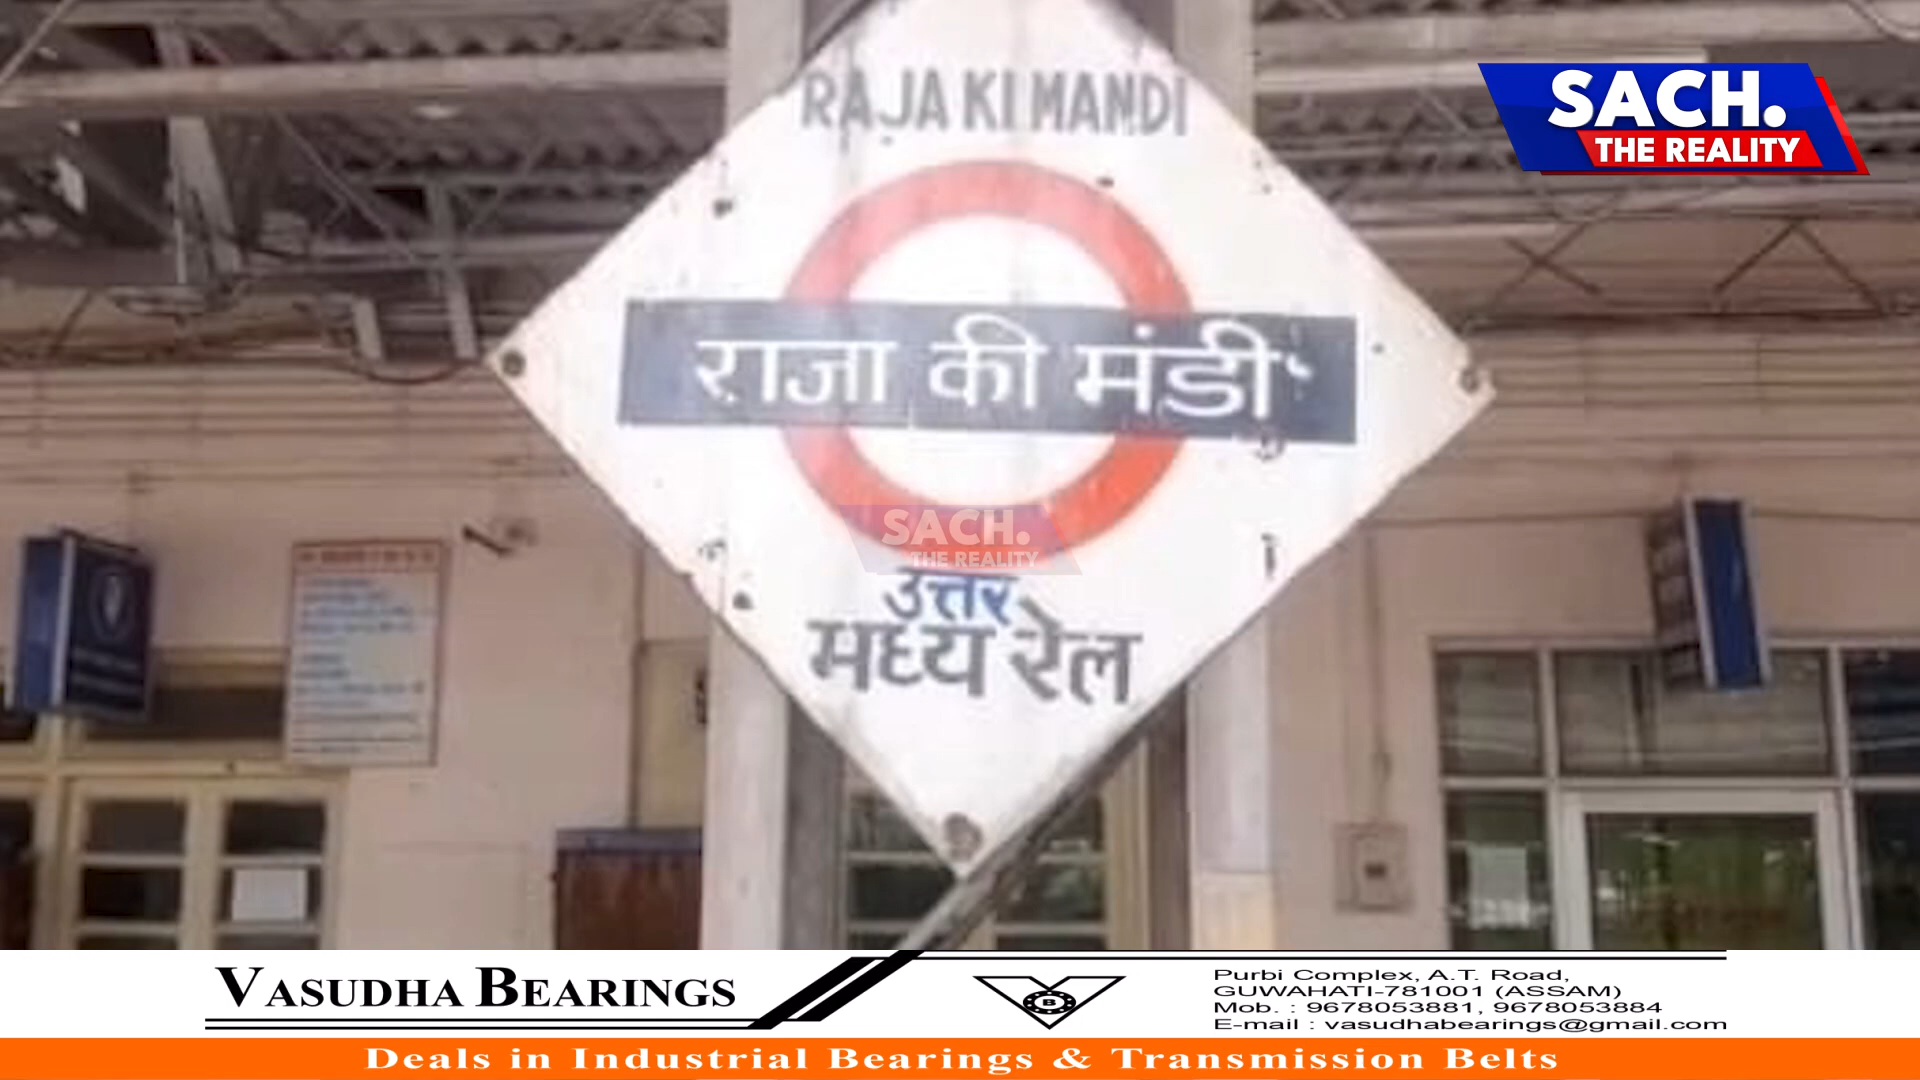 RAJA KI MANDI
राजा की मंडी
उत्तर
मध्य रेल
SACH.
THE REALITY
SACH.
THE REALITY
VASUDHA BEARINGS
B
Purbi Complex, A.T. Road,
GUWAHATI-781001 (ASSAM)
Mob. : 9678053881, 9678053884
E-mail : vasudhabearings@gmail.com
Deals in Industrial Bearings & Transmission Belts